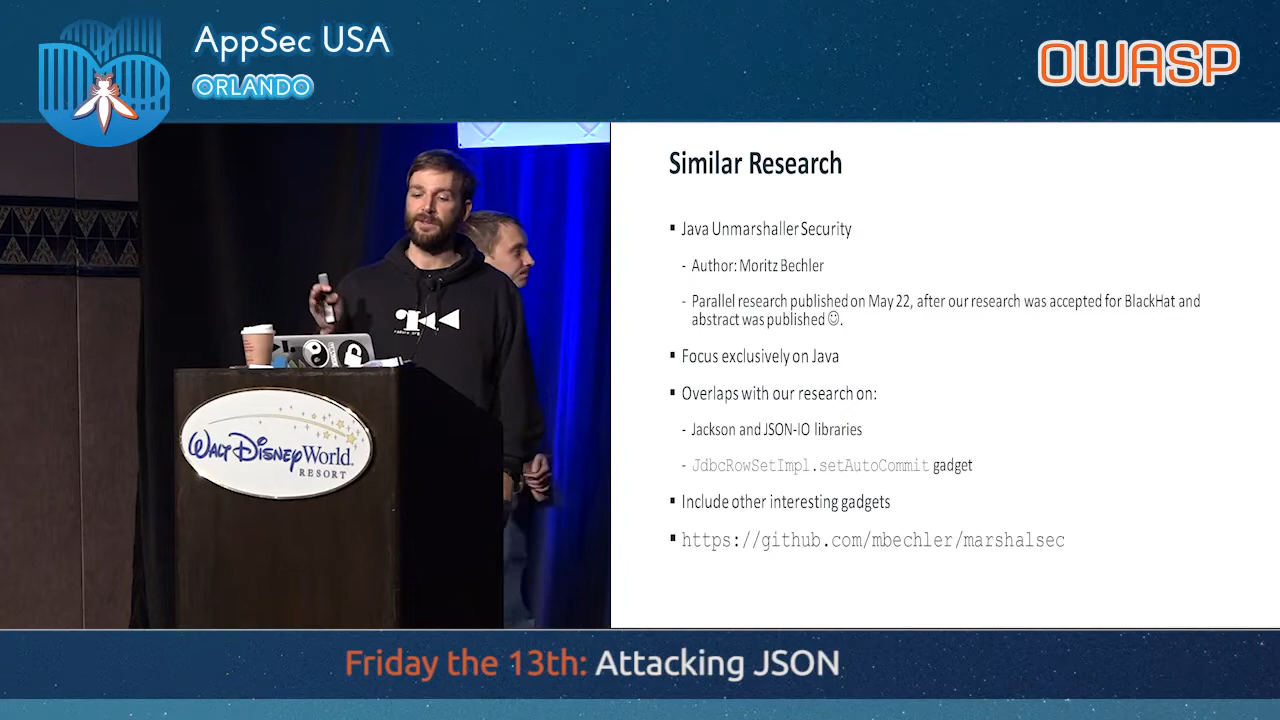 AppSec USA
ORLANDO
OWASP
Similar Research
▪ Java Unmarshaller Security
- Author: Moritz Bechler
- Parallel research published on May 22, after our research was accepted for BlackHat and
abstract was published ☺.
▪ Focus exclusively on Java
▪ Overlaps with our research on:
- Jackson and JSON-IO libraries
- JdbcRowSetImpl.setAutoCommit gadget
▪ Include other interesting gadgets
▪ https://github.com/mbechler/marshalsec
WALT DISNEY World
RESORT
Friday the 13th: Attacking JSON